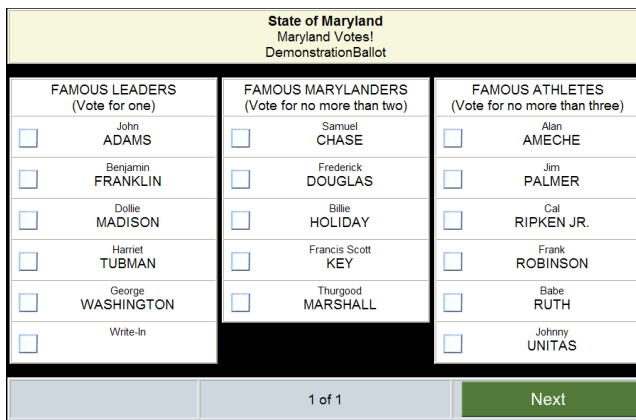 State of Maryland
Maryland Votes!
DemonstrationBallot
FAMOUS LEADERS
(Vote for one)
John
ADAMS
Benjamin
FRANKLIN
Dollie
MADISON
Harriet
TUBMAN
George
WASHINGTON
Write-In
FAMOUS MARYLANDERS
(Vote for no more than two)
Samuel
CHASE
Frederick
DOUGLAS
Billie
HOLIDAY
Francis Scott
KEY
Thurgood
MARSHALL
FAMOUS ATHLETES
(Vote for no more than three)
Alan
AMECHE
Jim
PALMER
Cal
RIPKEN JR.
Frank
ROBINSON
Babe
RUTH
Johnny
UNITAS
1 of 1
Next